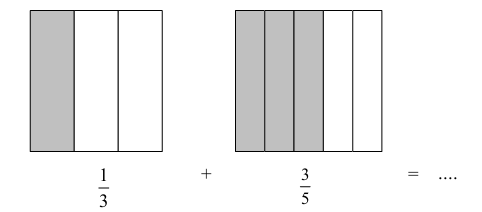 1/3 + 3/5 = ....